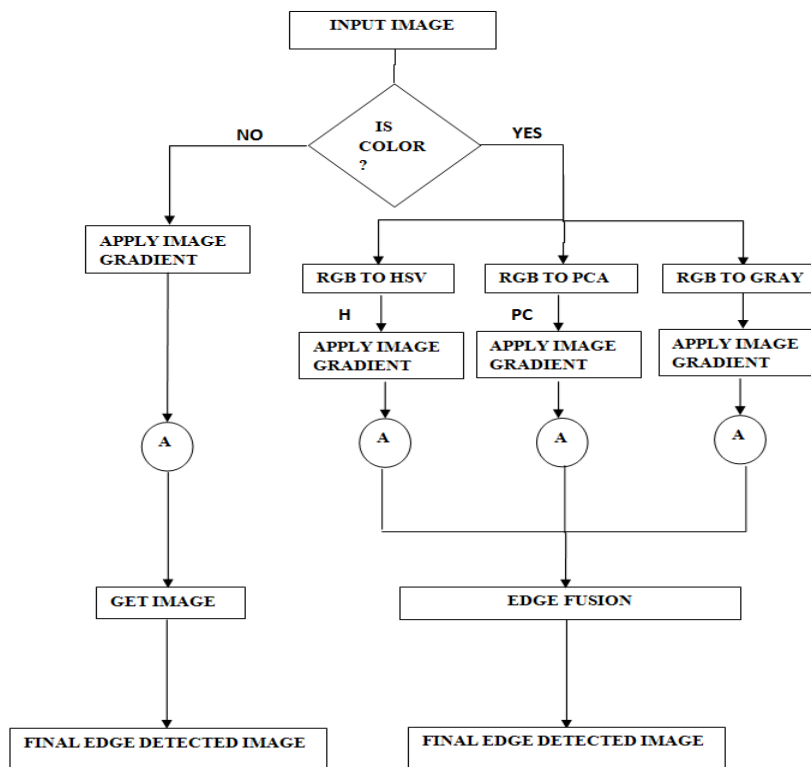 INPUT IMAGE
IS
COLOR
?
NO
YES
APPLY IMAGE
GRADIENT
RGB TO HSV
RGB TO PCA
RGB TO GRAY
H
PC
APPLY IMAGE
GRADIENT
APPLY IMAGE
GRADIENT
APPLY IMAGE
GRADIENT
A
A
A
A
GET IMAGE
EDGE FUSION
FINAL EDGE DETECTED IMAGE
FINAL EDGE DETECTED IMAGE